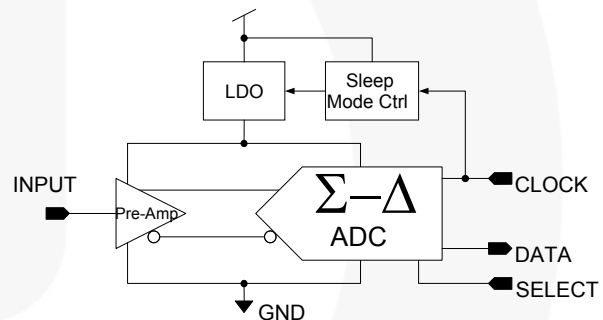 LDO
Sleep
Mode Ctrl
INPUT
Pre-Amp
Σ–Δ
ADC
CLOCK
DATA
SELECT
GND